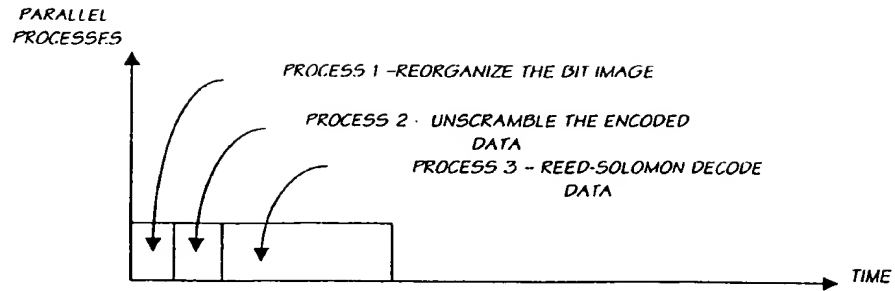 PARALLEL
PROCESSES
PROCESS 1 - REORGANIZE THE BIT IMAGE
PROCESS 2 - UNSCRAMBLE THE ENCODED
DATA
PROCESS 3 - REED-SOLOMON DECODE
DATA
TIME